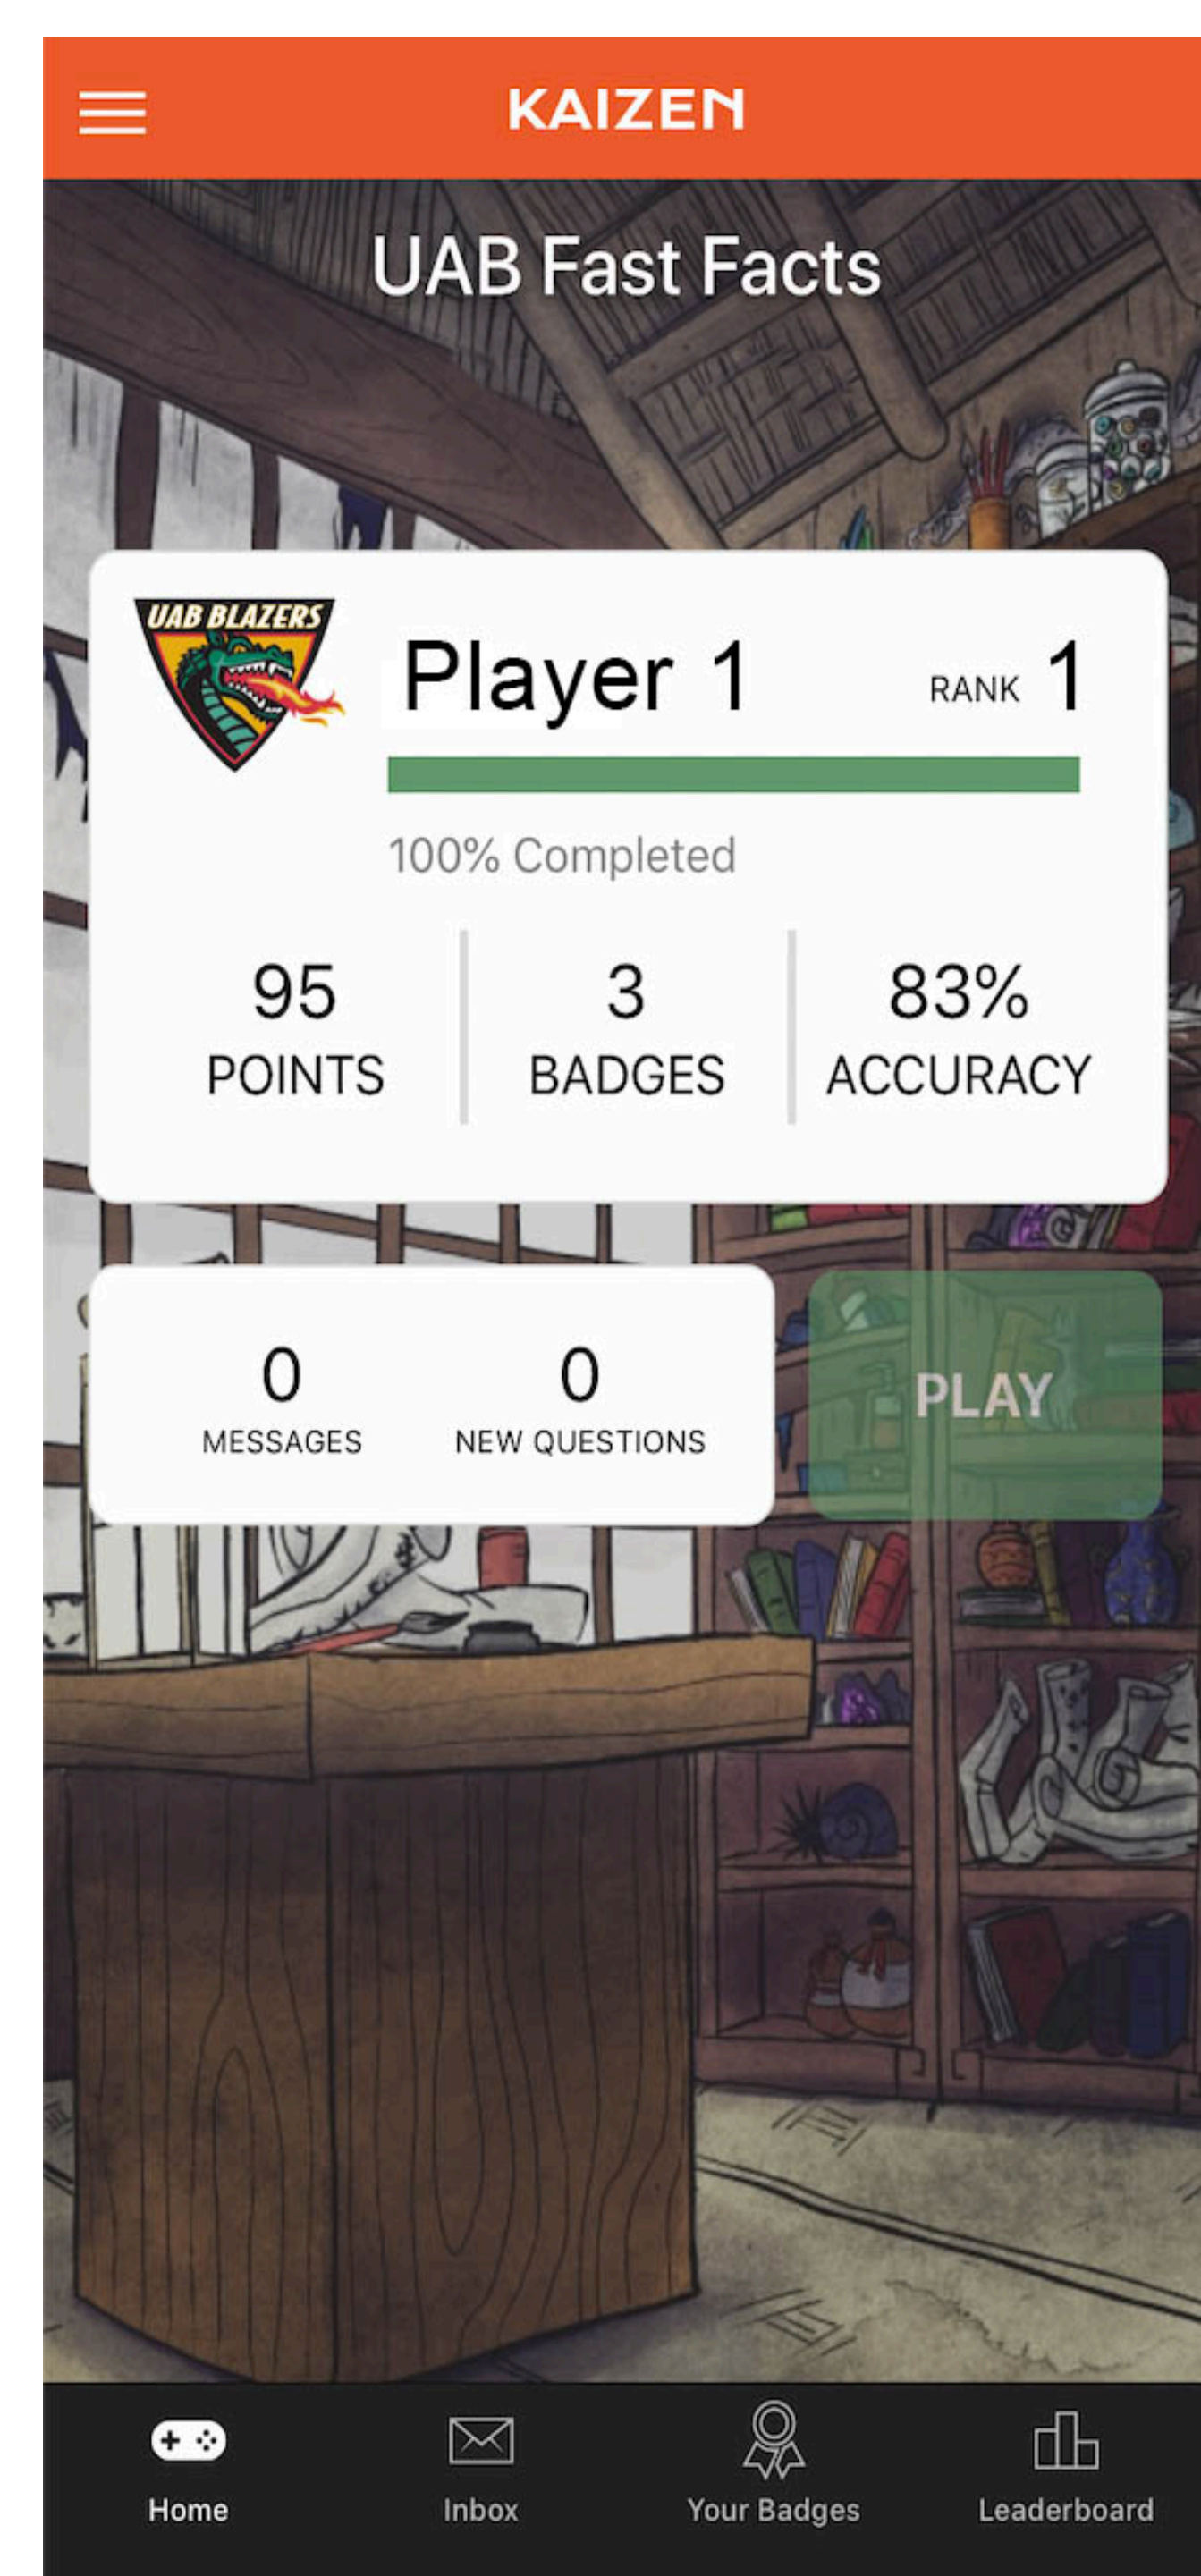 KAIZEN
UAB Fast Facts
UAB BLAZERS
Player 1
RANK 1
100% Completed
95
3
83%
POINTS
BADGES
ACCURACY
0
0
MESSAGES
NEW QUESTIONS
PLAY
Home
Inbox
Your Badges
Leaderboard